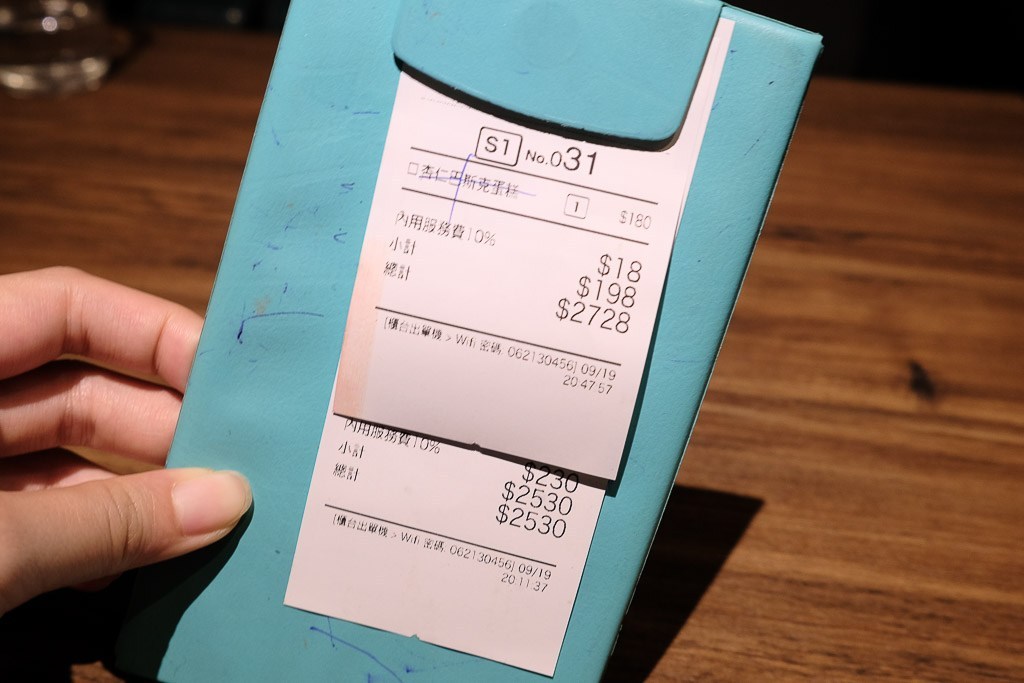 S1 No.031
□杏仁巴斯克蛋糕 1 $180
內用服務費10% $18
小計 $198
總計 $2728
[櫃台出單機 > Wifi 密碼: 062130456] 09/19
20:47:57
內用服務費10% $230
小計 $2530
總計 $2530
[櫃台出單機 > Wifi 密碼: 062130456] 09/19
20:11:37